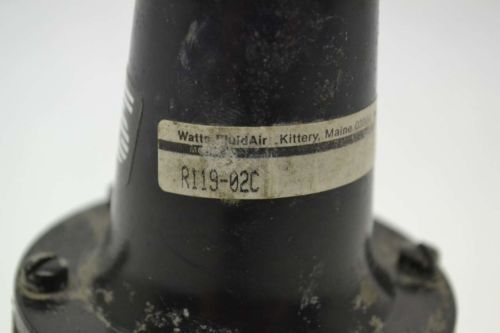 Watts FluidAir Kittery, Maine
R119-02C